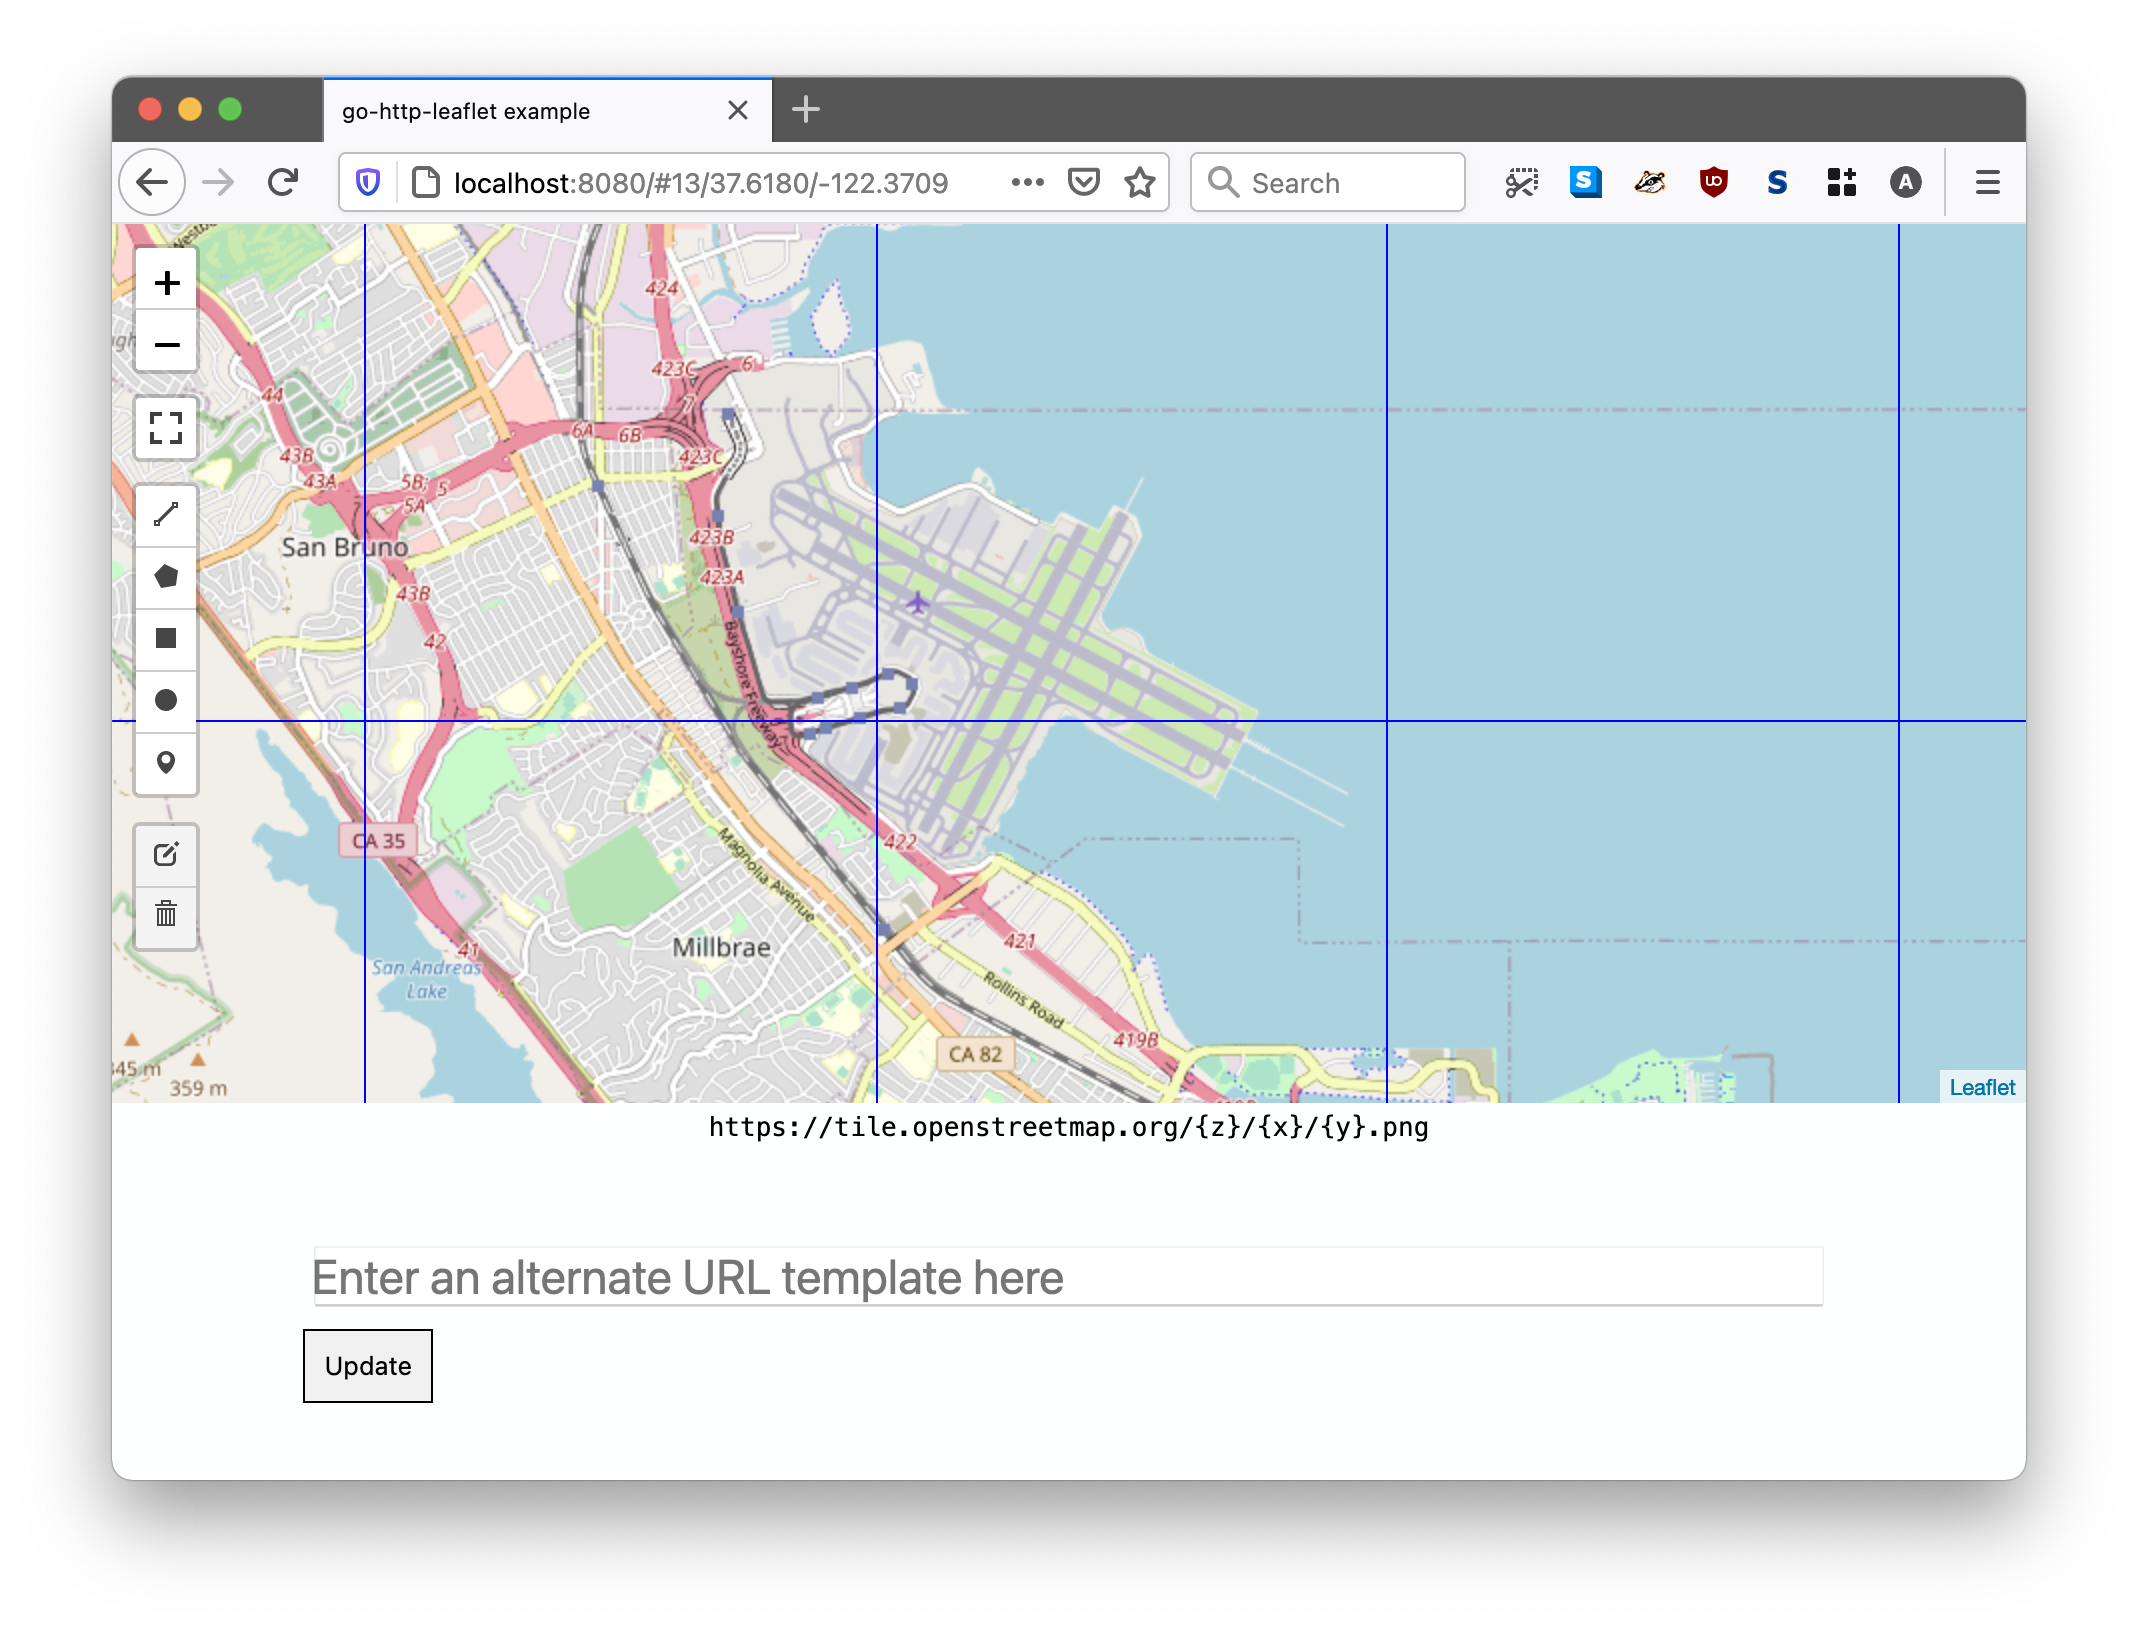 go-http-leaflet example
localhost:8080/#13/37.6180/-122.3709
Search
424
423C
6
7
44
6A
6B
423C
43B
43A
5B; 5
5A
San Bruno
423B
423A
43B
42
Bayshore Freeway
CA 35
422
Magnolia Avenue
41
Millbrae
421
San Andreas
Lake
Rollins Road
419B
CA 82
345 m
359 m
Leaflet
https://tile.openstreetmap.org/{z}/{x}/{y}.png
Enter an alternate URL template here
Update